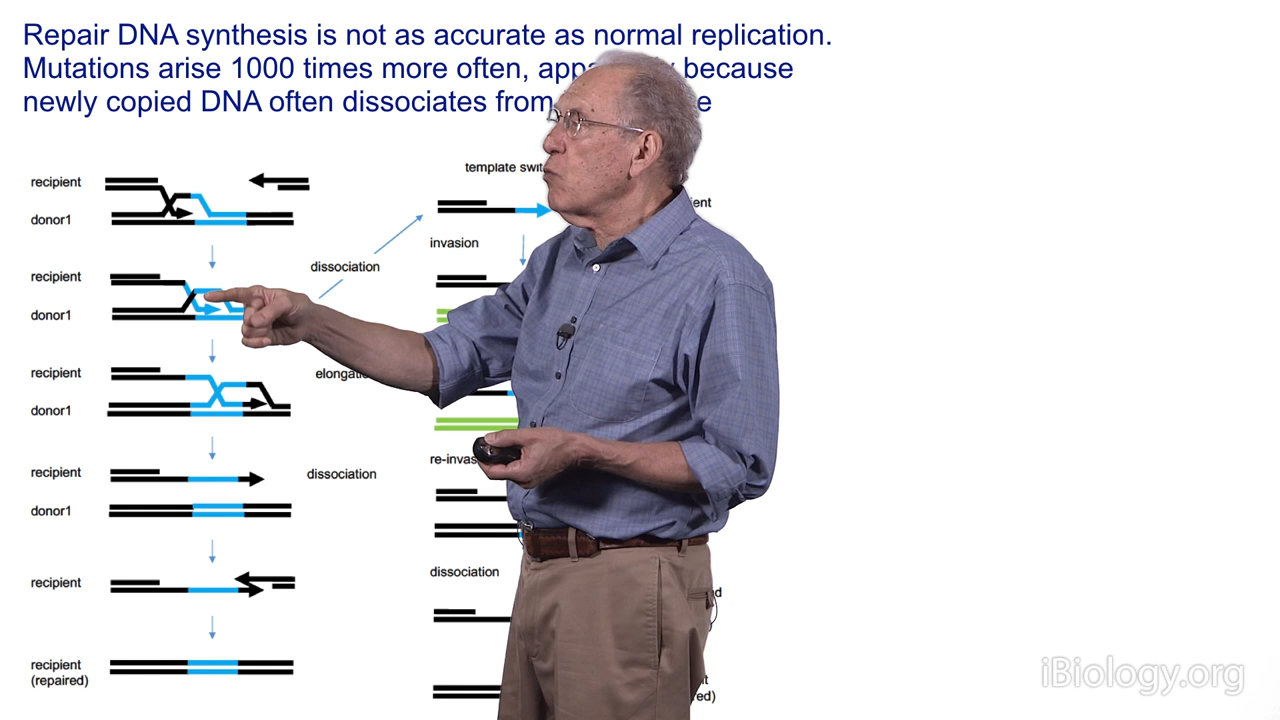 Repair DNA synthesis is not as accurate as normal replication.
Mutations arise 1000 times more often, because
newly copied DNA often dissociates from
template
recipient
donor1
invasion
dissociation
recipient
donor1
recipient
donor1
recipient
dissociation
donor1
dissociation
recipient
recipient
(repaired)
iBiology.org